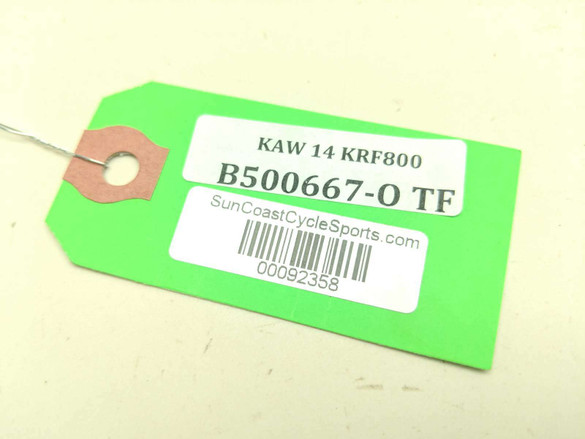 KAW 14 KRF800
B500667-O TF
SunCoastCycleSports.com
00092358